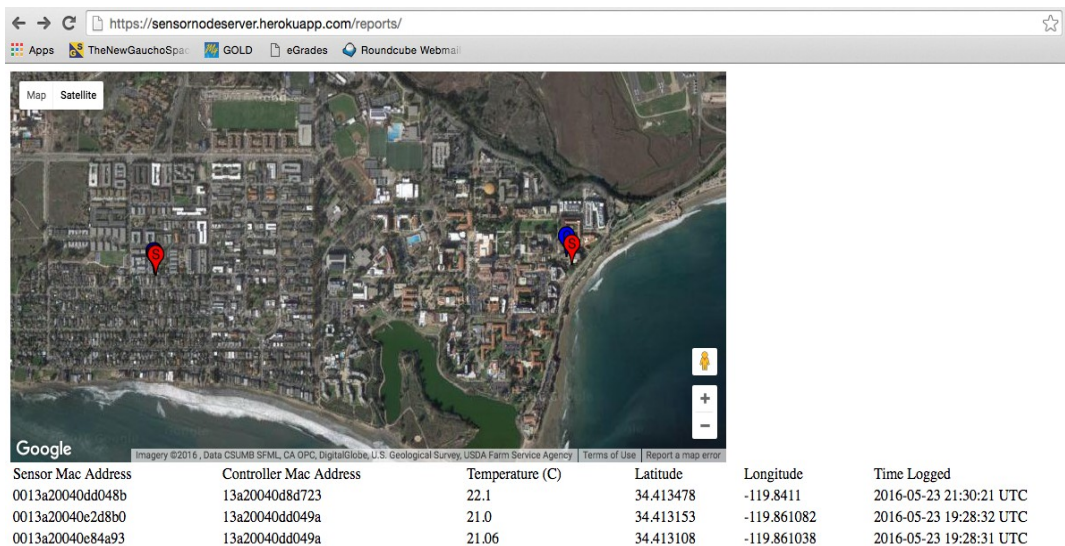 https://sensornodeserver.herokuapp.com/reports/
Apps TheNewGauchoSpac GOLD eGrades Roundcube Webmail
Map Satellite
S S
+
−
Google Imagery ©2016 , Data CSUMB SFML, CA OPC, DigitalGlobe, U.S. Geological Survey, USDA Farm Service Agency Terms of Use Report a map error
Sensor Mac Address Controller Mac Address Temperature (C) Latitude Longitude Time Logged
0013a20040dd048b 13a20040d8d723 22.1 34.413478 -119.8411 2016-05-23 21:30:21 UTC
0013a20040e2d8b0 13a20040dd049a 21.0 34.413153 -119.861082 2016-05-23 19:28:32 UTC
0013a20040e84a93 13a20040dd049a 21.06 34.413108 -119.861038 2016-05-23 19:28:31 UTC